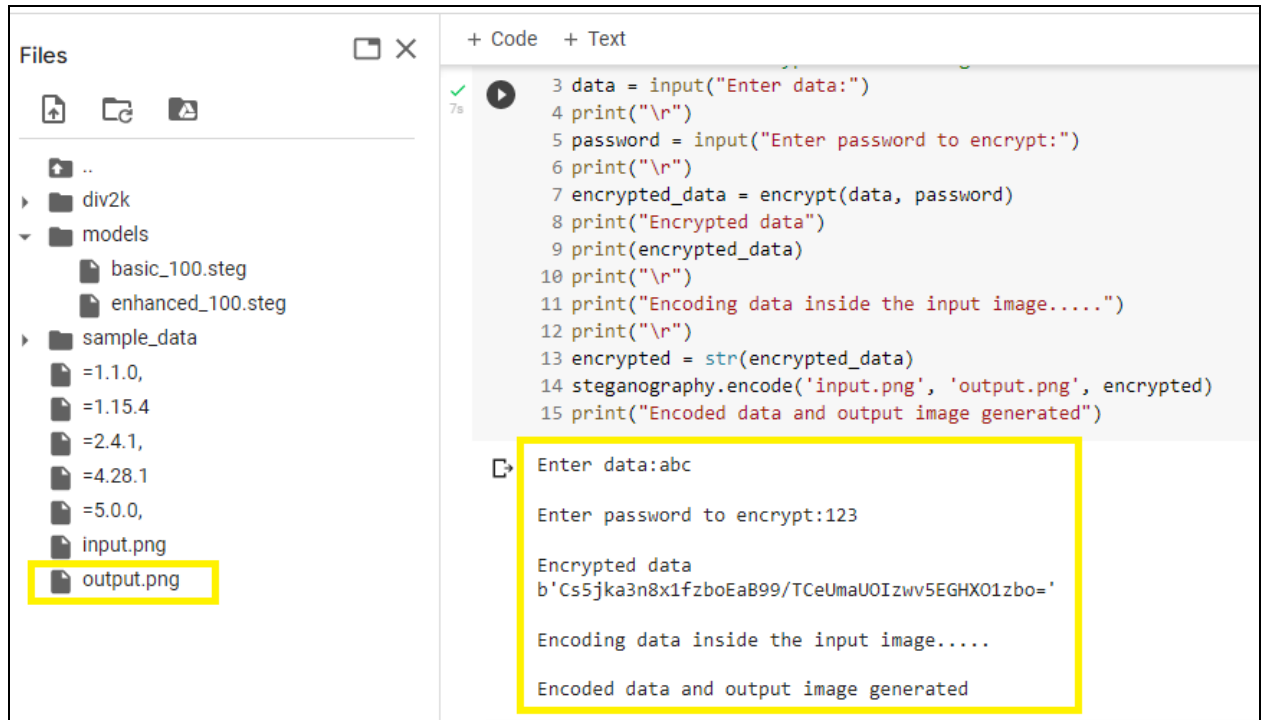 Files
..
div2k
models
basic_100.steg
enhanced_100.steg
sample_data
=1.1.0,
=1.15.4
=2.4.1,
=4.28.1
=5.0.0,
input.png
output.png
+ Code + Text
7s
3 data = input("Enter data:")
4 print("\r")
5 password = input("Enter password to encrypt:")
6 print("\r")
7 encrypted_data = encrypt(data, password)
8 print("Encrypted data")
9 print(encrypted_data)
10 print("\r")
11 print("Encoding data inside the input image.....")
12 print("\r")
13 encrypted = str(encrypted_data)
14 steganography.encode('input.png', 'output.png', encrypted)
15 print("Encoded data and output image generated")
Enter data:abc
Enter password to encrypt:123
Encrypted data
b'Cs5jka3n8x1fzboEaB99/TCeUmaUOIzwv5EGHXO1zbo='
Encoding data inside the input image.....
Encoded data and output image generated